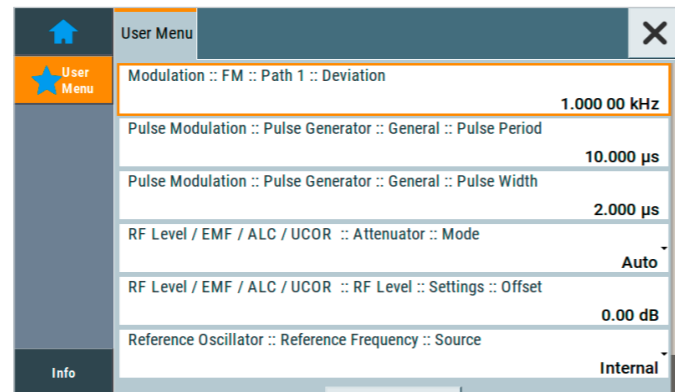 User Menu
User
Menu
Modulation :: FM :: Path 1 :: Deviation
1.000 00 kHz
Pulse Modulation :: Pulse Generator :: General :: Pulse Period
10.000 µs
Pulse Modulation :: Pulse Generator :: General :: Pulse Width
2.000 µs
RF Level / EMF / ALC / UCOR :: Attenuator :: Mode
Auto
RF Level / EMF / ALC / UCOR :: RF Level :: Settings :: Offset
0.00 dB
Reference Oscillator :: Reference Frequency :: Source
Internal
Info